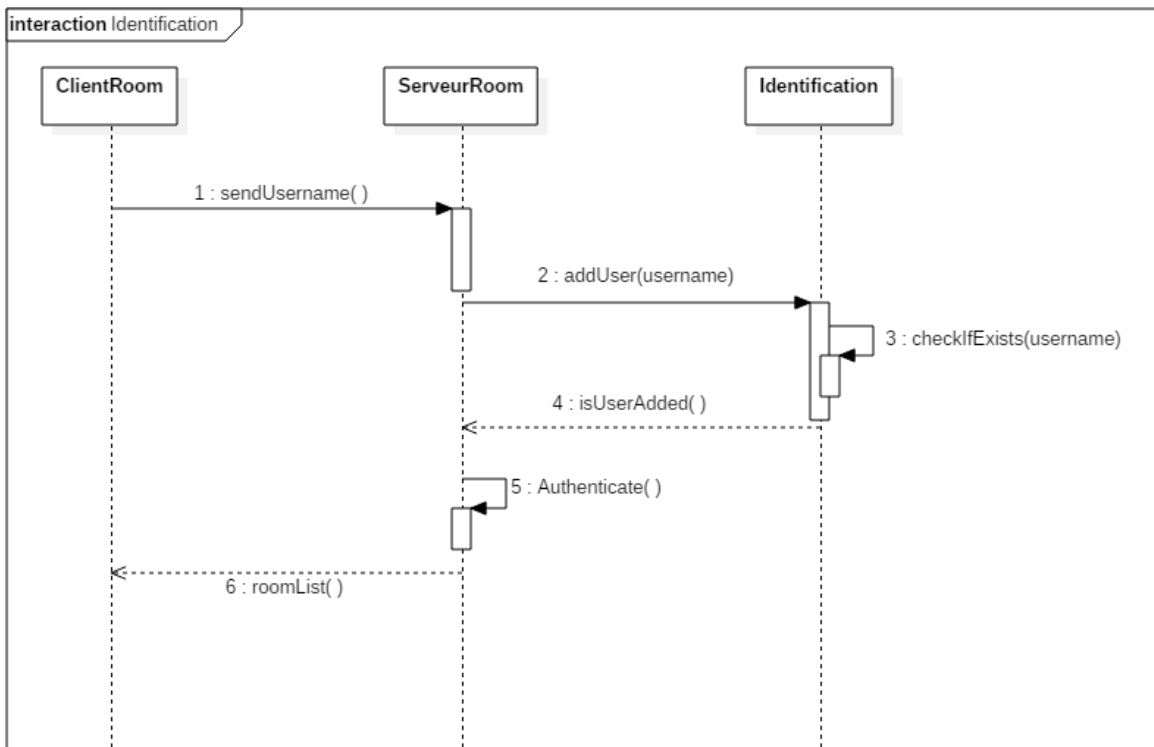 interaction Identification
ClientRoom
ServeurRoom
Identification
1 : sendUsername( )
2 : addUser(username)
3 : checkIfExists(username)
4 : isUserAdded( )
5 : Authenticate( )
6 : roomList( )